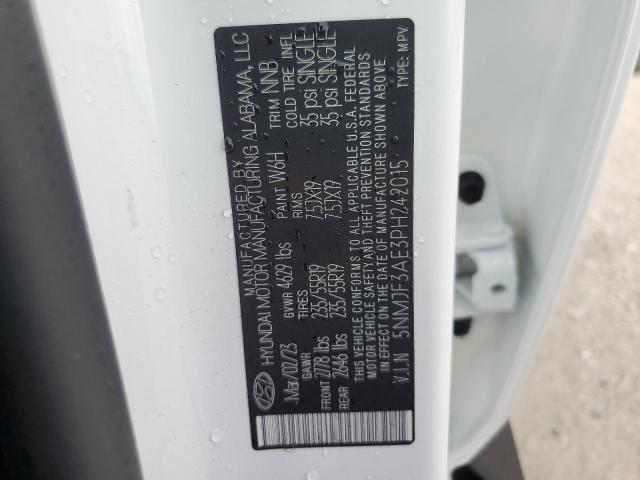 HYUNDAI
MANUFACTURED BY
HYUNDAI MOTOR MANUFACTURING ALABAMA, LLC
Mar/02/23 GVWR 4629 lbs PAINT W6H TRIM NNB
GAWR TIRES RIMS COLD TIRE INFL
FRONT 2778 lbs 235/55R19 7.5JX19 35 psi SINGLE
REAR 2646 lbs 235/55R19 7.5JX19 35 psi SINGLE
THIS VEHICLE CONFORMS TO ALL APPLICABLE U.S.A. FEDERAL
MOTOR VEHICLE SAFETY AND THEFT PREVENTION STANDARDS
IN EFFECT ON THE DATE OF MANUFACTURE SHOWN ABOVE
V.I.N 5NMJF3AE3PH242015 TYPE: MPV